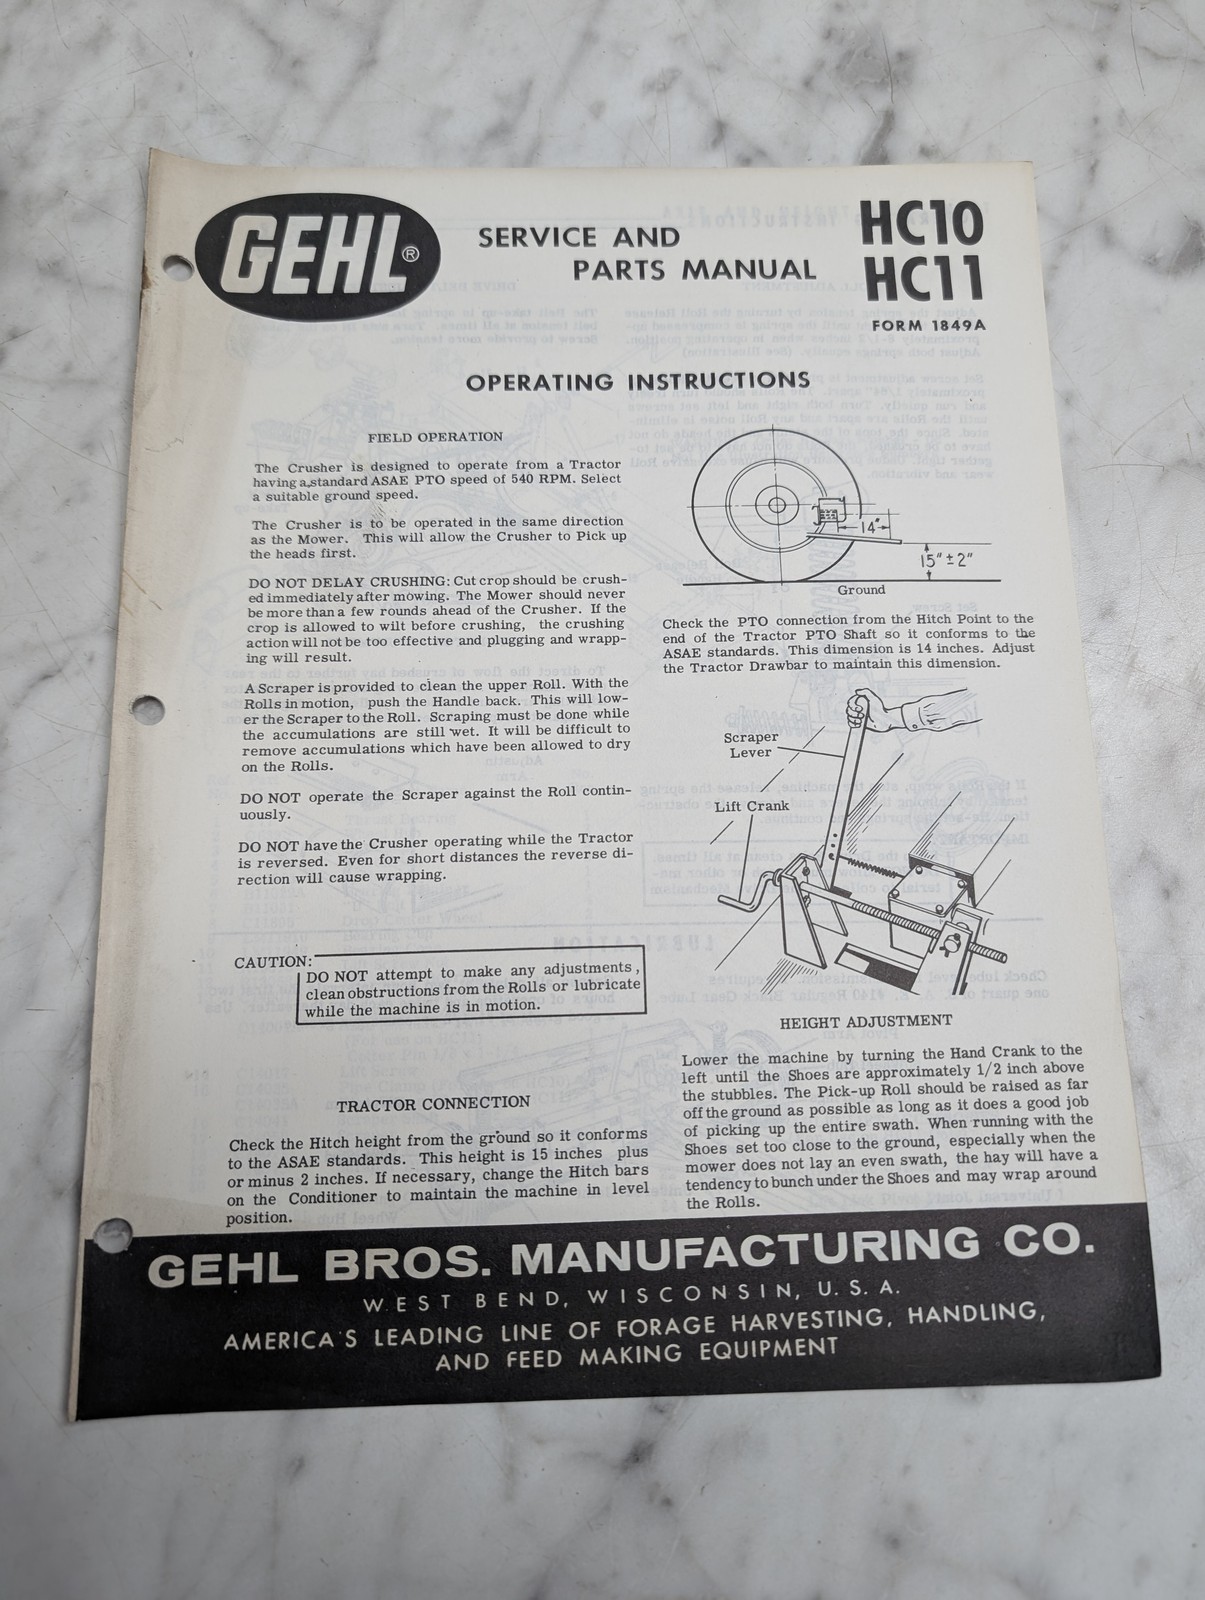 GEHL®
SERVICE AND
PARTS MANUAL
HC10
HC11
FORM 1849A
OPERATING INSTRUCTIONS
FIELD OPERATION
The Crusher is designed to operate from a Tractor
having a standard ASAE PTO speed of 540 RPM. Select
a suitable ground speed.
The Crusher is to be operated in the same direction
as the Mower. This will allow the Crusher to Pick up
the heads first.
DO NOT DELAY CRUSHING: Cut crop should be crush-
ed immediately after mowing. The Mower should never
be more than a few rounds ahead of the Crusher. If the
crop is allowed to wilt before crushing, the crushing
action will not be too effective and plugging and wrapp-
ing will result.
A Scraper is provided to clean the upper Roll. With the
Rolls in motion, push the Handle back. This will low-
er the Scraper to the Roll. Scraping must be done while
the accumulations are still wet. It will be difficult to
remove accumulations which have been allowed to dry
on the Rolls.
DO NOT operate the Scraper against the Roll contin-
uously.
DO NOT have the Crusher operating while the Tractor
is reversed. Even for short distances the reverse di-
rection will cause wrapping.
CAUTION:
DO NOT attempt to make any adjustments,
clean obstructions from the Rolls or lubricate
while the machine is in motion.
TRACTOR CONNECTION
Check the Hitch height from the ground so it conforms
to the ASAE standards. This height is 15 inches plus
or minus 2 inches. If necessary, change the Hitch bars
on the Conditioner to maintain the machine in level
position.
14"
15" ± 2"
Ground
Check the PTO connection from the Hitch Point to the
end of the Tractor PTO Shaft so it conforms to the
ASAE standards. This dimension is 14 inches. Adjust
the Tractor Drawbar to maintain this dimension.
Scraper
Lever
Lift Crank
HEIGHT ADJUSTMENT
Lower the machine by turning the Hand Crank to the
left until the Shoes are approximately 1/2 inch above
the stubbles. The Pick-up Roll should be raised as far
off the ground as possible as long as it does a good job
of picking up the entire swath. When running with the
Shoes set too close to the ground, especially when the
mower does not lay an even swath, the hay will have a
tendency to bunch under the Shoes and may wrap around
the Rolls.
GEHL BROS. MANUFACTURING CO.
WEST BEND, WISCONSIN, U.S.A.
AMERICA'S LEADING LINE OF FORAGE HARVESTING, HANDLING,
AND FEED MAKING EQUIPMENT